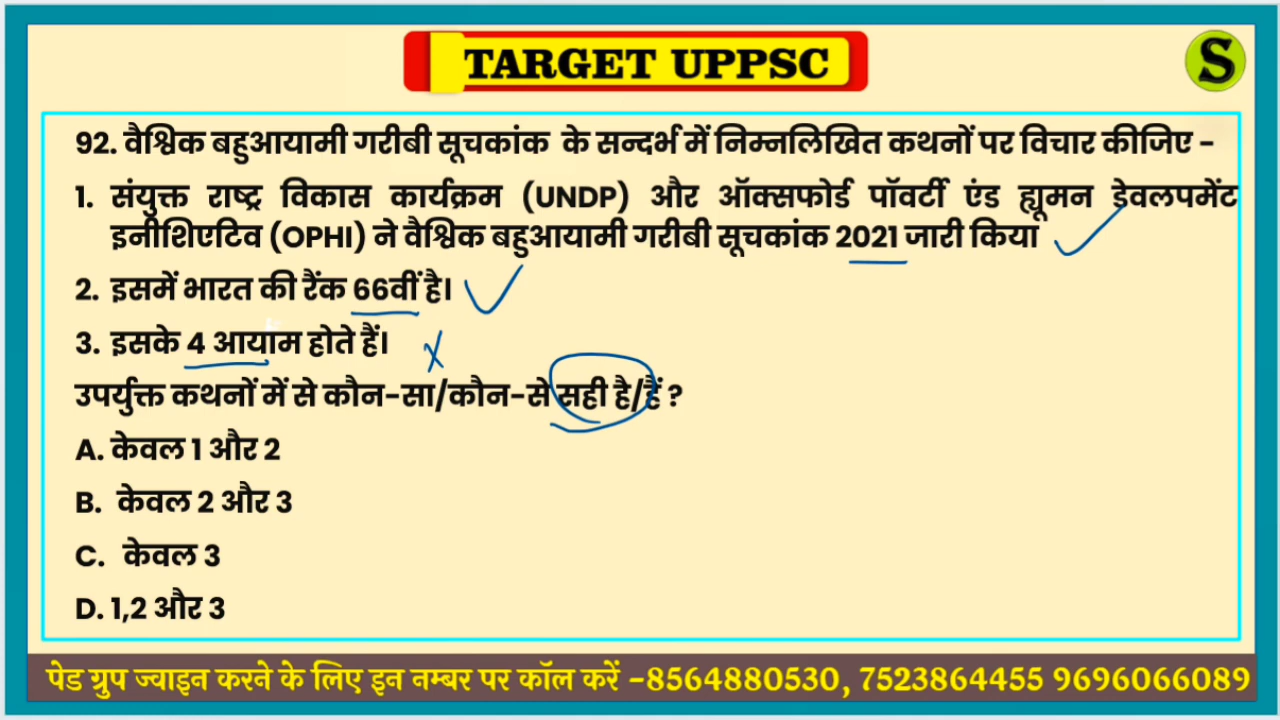 TARGET UPPSC
S
92. वैश्विक बहुआयामी गरीबी सूचकांक के सन्दर्भ में निम्नलिखित कथनों पर विचार कीजिए -
1. संयुक्त राष्ट्र विकास कार्यक्रम (UNDP) और ऑक्सफोर्ड पॉवर्टी एंड ह्यूमन डेवलपमेंट
इनीशिएटिव (OPHI) ने वैश्विक बहुआयामी गरीबी सूचकांक 2021 जारी किया
2. इसमें भारत की रैंक 66वीं है।
3. इसके 4 आयाम होते हैं।
उपर्युक्त कथनों में से कौन-सा/कौन-से सही है/हैं ?
A. केवल 1 और 2
B. केवल 2 और 3
C. केवल 3
D. 1,2 और 3
पेड ग्रुप ज्वाइन करने के लिए इन नम्बर पर कॉल करें -8564880530, 7523864455 9696066089